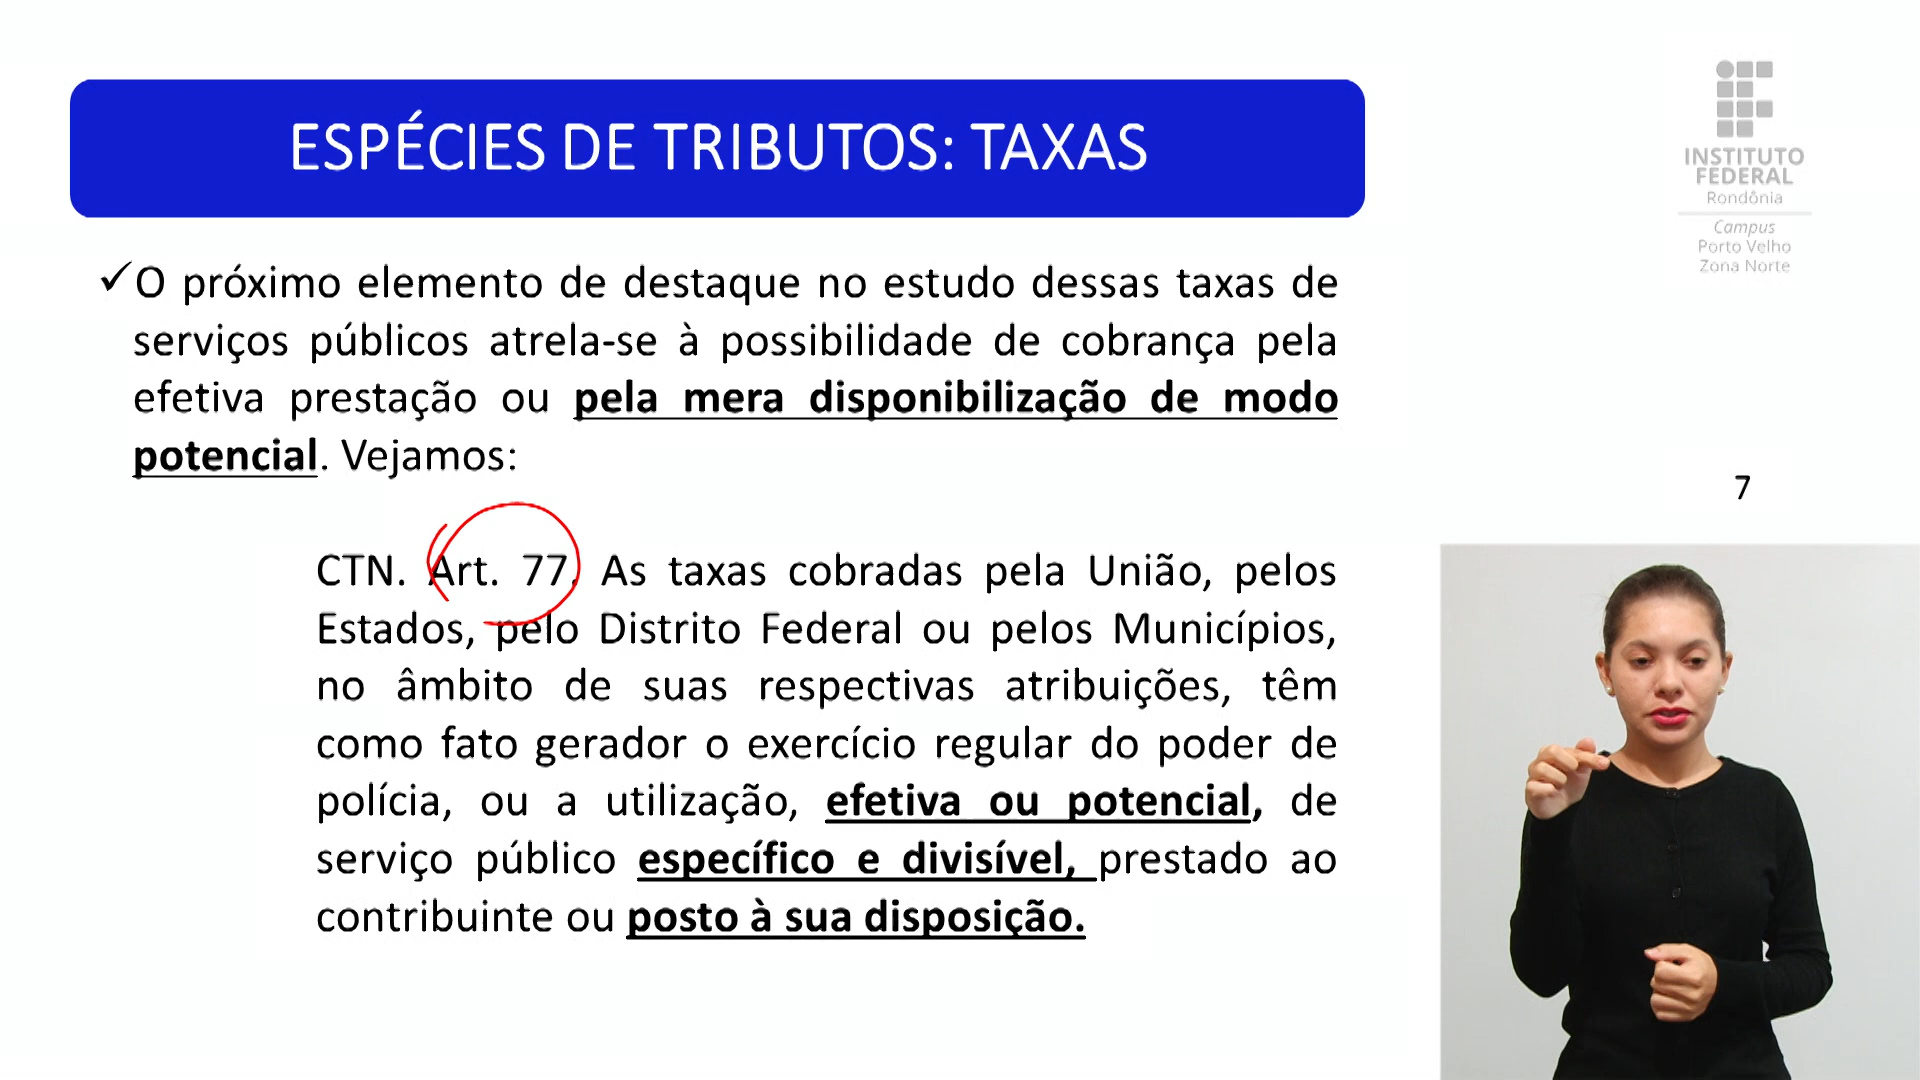 ESPÉCIES DE TRIBUTOS: TAXAS
INSTITUTO
FEDERAL
Rondônia
Campus
Porto Velho
Zona Norte
✓O próximo elemento de destaque no estudo dessas taxas de
serviços públicos atrela-se à possibilidade de cobrança pela
efetiva prestação ou pela mera disponibilização de modo
potencial. Vejamos:
7
CTN. Art. 77. As taxas cobradas pela União, pelos
Estados, pelo Distrito Federal ou pelos Municípios,
no âmbito de suas respectivas atribuições, têm
como fato gerador o exercício regular do poder de
polícia, ou a utilização, efetiva ou potencial, de
serviço público específico e divisível, prestado ao
contribuinte ou posto à sua disposição.